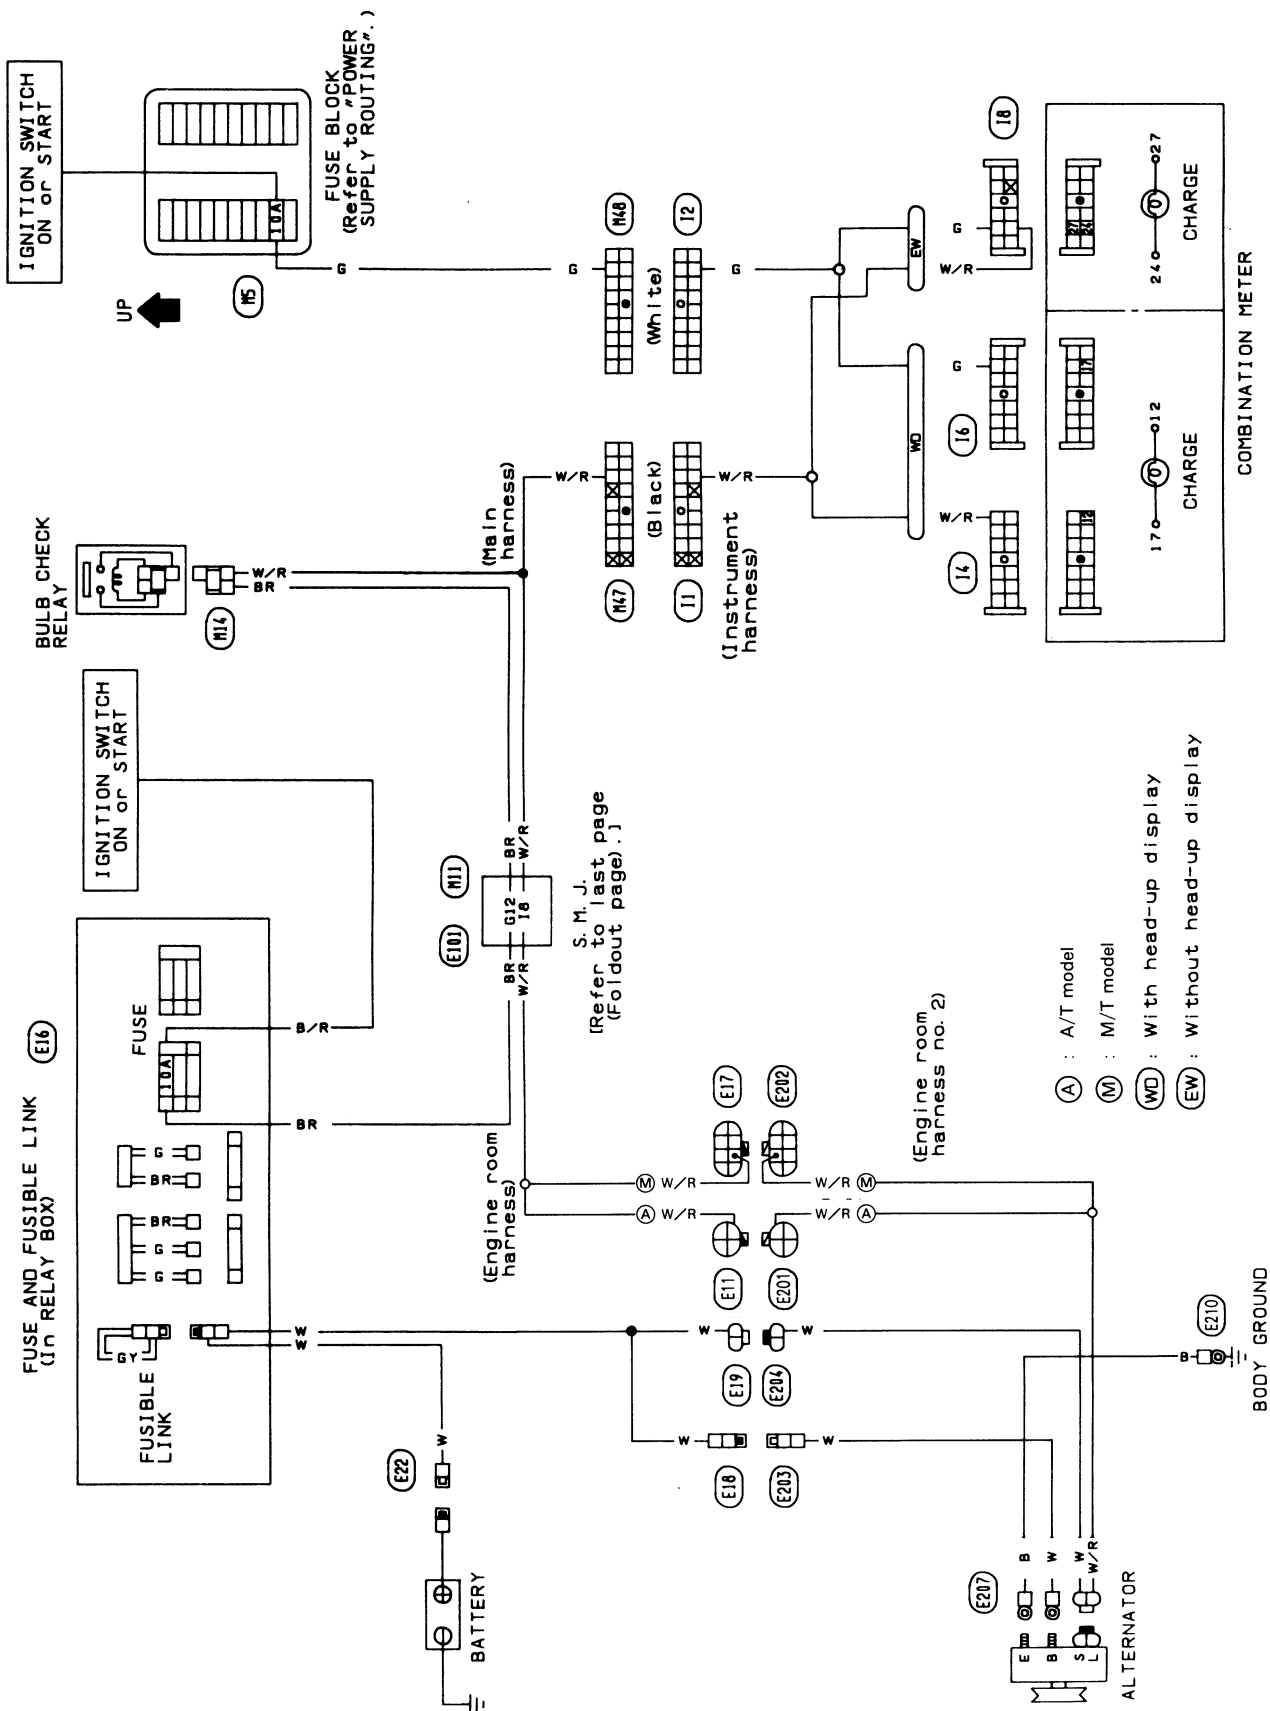 FUSE AND FUSIBLE LINK
(In RELAY BOX)
E16
FUSE
10A
FUSIBLE
LINK
GY
G
G
BR
BR
G
W
W
BR
B/R
IGNITION SWITCH
ON or START
BULB CHECK
RELAY
M14
W/R
BR
IGNITION SWITCH
ON or START
10A
UP
M5
FUSE BLOCK
(Refer to "POWER
SUPPLY ROUTING".)
G
G
E22
W
BATTERY
(Engine room
harness)
E101
M11
BR
W/R
G12
I8
BR
W/R
S. M. J.
[Refer to last page
(Foldout page).]
(Main
harness)
W/R
M47
M48
(Black)
(White)
I1
I2
(Instrument
harness)
W/R
G
W
W
E18
E203
W
E19
E204
W
A W/R
E11
E201
W/R A
M W/R
E17
E202
W/R M
(Engine room
harness no. 2)
WD
EW
W/R
G
W/R
G
I4
I6
I8
12
17
27
24
17
12
CHARGE
24
27
CHARGE
COMBINATION METER
E207
B
W
W
W/R
E
B
S
L
ALTERNATOR
B
E210
BODY GROUND
A : A/T model
M : M/T model
WD : With head-up display
EW : Without head-up display